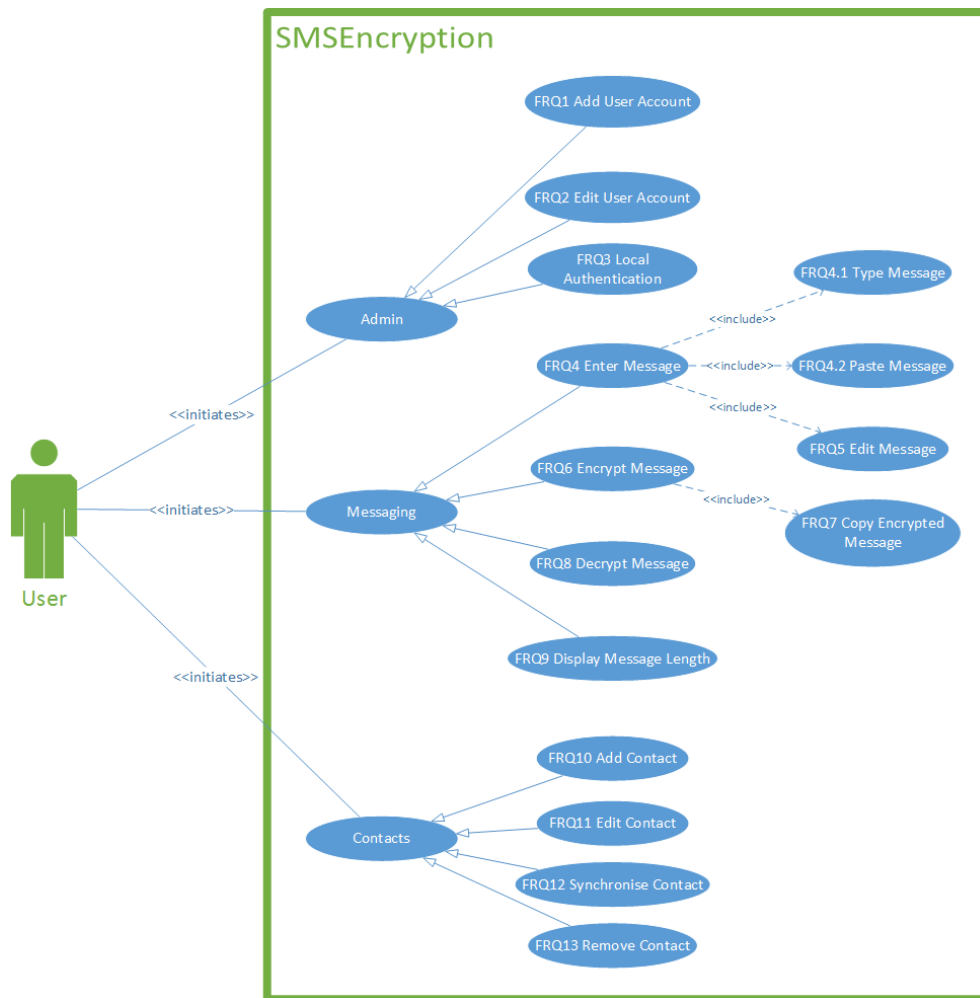 SMSEncryption
FRQ1 Add User Account
FRQ2 Edit User Account
FRQ3 Local
Authentication
FRQ4.1 Type Message
Admin
<<include>>
FRQ4 Enter Message
<<include>>
FRQ4.2 Paste Message
<<initiates>>
<<include>>
FRQ5 Edit Message
FRQ6 Encrypt Message
<<include>>
<<initiates>>
Messaging
FRQ7 Copy Encrypted
Message
FRQ8 Decrypt Message
User
FRQ9 Display Message Length
<<initiates>>
FRQ10 Add Contact
FRQ11 Edit Contact
Contacts
FRQ12 Synchronise Contact
FRQ13 Remove Contact